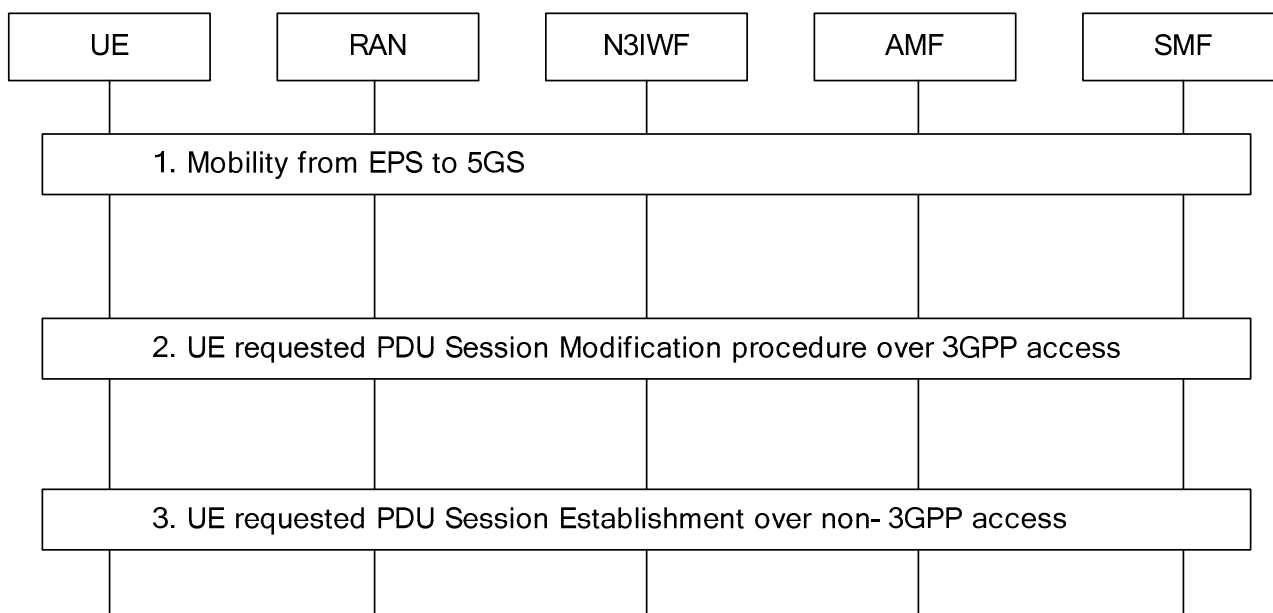 UE RAN N3IWF AMF SMF
1. Mobility from EPS to 5GS
2. UE requested PDU Session Modification procedure over 3GPP access
3. UE requested PDU Session Establishment over non- 3GPP access